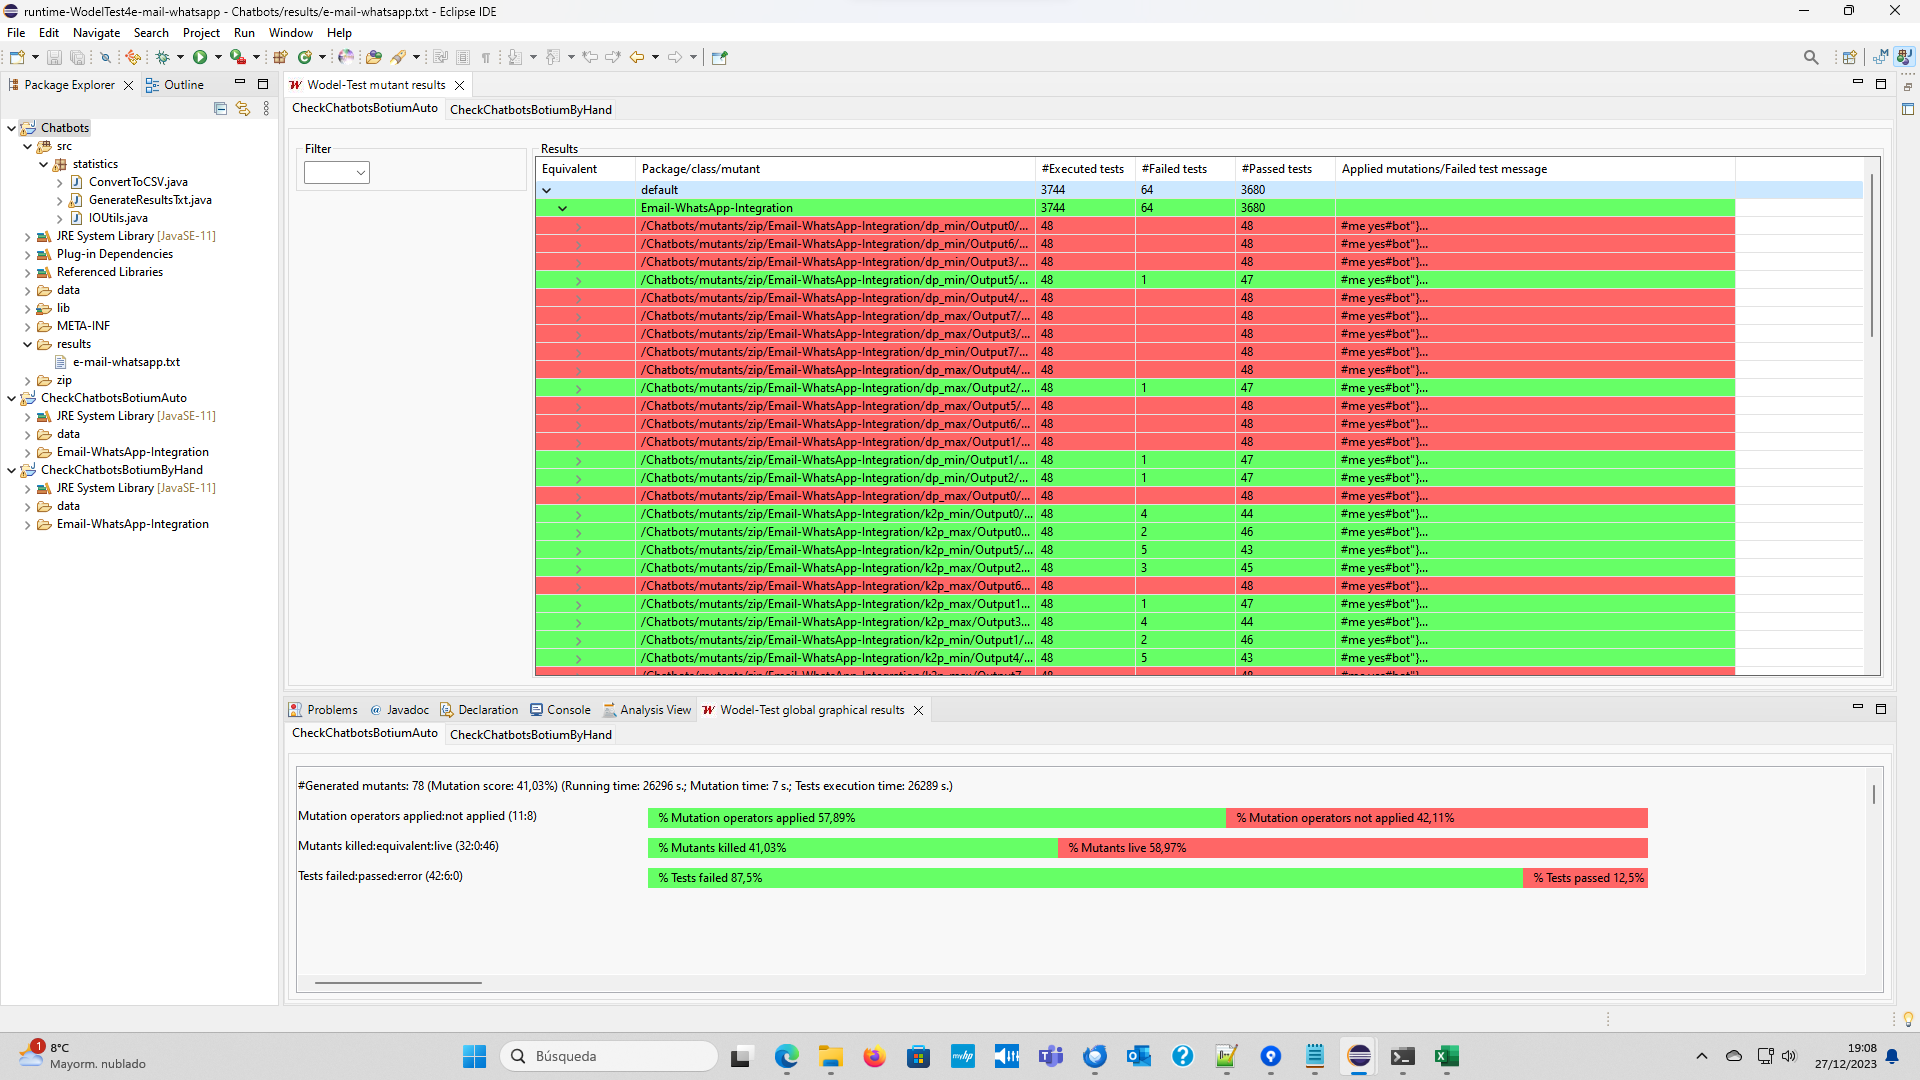 runtime-WodelTest4e-mail-whatsapp - Chatbots/results/e-mail-whatsapp.txt - Eclipse IDE
File Edit Navigate Search Project Run Window Help
Package Explorer Outline
Chatbots
src
statistics
ConvertToCSV.java
GenerateResultsTxt.java
IOUtils.java
JRE System Library [JavaSE-11]
Plug-in Dependencies
Referenced Libraries
data
lib
META-INF
results
e-mail-whatsapp.txt
zip
CheckChatbotsBotiumAuto
JRE System Library [JavaSE-11]
data
Email-WhatsApp-Integration
CheckChatbotsBotiumByHand
JRE System Library [JavaSE-11]
data
Email-WhatsApp-Integration
Wodel-Test mutant results
CheckChatbotsBotiumAuto CheckChatbotsBotiumByHand
Filter
Results
Equivalent Package/class/mutant #Executed tests #Failed tests #Passed tests Applied mutations/Failed test message
default 3744 64 3680
Email-WhatsApp-Integration 3744 64 3680
/Chatbots/mutants/zip/Email-WhatsApp-Integration/dp_min/Output0/... 48 48 #me yes#bot"}...
/Chatbots/mutants/zip/Email-WhatsApp-Integration/dp_min/Output6/... 48 48 #me yes#bot"}...
/Chatbots/mutants/zip/Email-WhatsApp-Integration/dp_min/Output3/... 48 48 #me yes#bot"}...
/Chatbots/mutants/zip/Email-WhatsApp-Integration/dp_min/Output5/... 48 1 47 #me yes#bot"}...
/Chatbots/mutants/zip/Email-WhatsApp-Integration/dp_min/Output4/... 48 48 #me yes#bot"}...
/Chatbots/mutants/zip/Email-WhatsApp-Integration/dp_max/Output7/... 48 48 #me yes#bot"}...
/Chatbots/mutants/zip/Email-WhatsApp-Integration/dp_max/Output3/... 48 48 #me yes#bot"}...
/Chatbots/mutants/zip/Email-WhatsApp-Integration/dp_min/Output7/... 48 48 #me yes#bot"}...
/Chatbots/mutants/zip/Email-WhatsApp-Integration/dp_max/Output4/... 48 48 #me yes#bot"}...
/Chatbots/mutants/zip/Email-WhatsApp-Integration/dp_max/Output2/... 48 1 47 #me yes#bot"}...
/Chatbots/mutants/zip/Email-WhatsApp-Integration/dp_max/Output5/... 48 48 #me yes#bot"}...
/Chatbots/mutants/zip/Email-WhatsApp-Integration/dp_max/Output6/... 48 48 #me yes#bot"}...
/Chatbots/mutants/zip/Email-WhatsApp-Integration/dp_max/Output1/... 48 48 #me yes#bot"}...
/Chatbots/mutants/zip/Email-WhatsApp-Integration/dp_min/Output1/... 48 1 47 #me yes#bot"}...
/Chatbots/mutants/zip/Email-WhatsApp-Integration/dp_min/Output2/... 48 1 47 #me yes#bot"}...
/Chatbots/mutants/zip/Email-WhatsApp-Integration/dp_max/Output0/... 48 48 #me yes#bot"}...
/Chatbots/mutants/zip/Email-WhatsApp-Integration/k2p_min/Output0/... 48 4 44 #me yes#bot"}...
/Chatbots/mutants/zip/Email-WhatsApp-Integration/k2p_max/Output0... 48 2 46 #me yes#bot"}...
/Chatbots/mutants/zip/Email-WhatsApp-Integration/k2p_min/Output5/... 48 5 43 #me yes#bot"}...
/Chatbots/mutants/zip/Email-WhatsApp-Integration/k2p_max/Output2... 48 3 45 #me yes#bot"}...
/Chatbots/mutants/zip/Email-WhatsApp-Integration/k2p_max/Output6... 48 48 #me yes#bot"}...
/Chatbots/mutants/zip/Email-WhatsApp-Integration/k2p_max/Output1... 48 1 47 #me yes#bot"}...
/Chatbots/mutants/zip/Email-WhatsApp-Integration/k2p_max/Output3... 48 4 44 #me yes#bot"}...
/Chatbots/mutants/zip/Email-WhatsApp-Integration/k2p_min/Output1/... 48 2 46 #me yes#bot"}...
/Chatbots/mutants/zip/Email-WhatsApp-Integration/k2p_min/Output4/... 48 5 43 #me yes#bot"}...
/Chatbots/mutants/zip/Email-WhatsApp-Integration/k2p_max/Output7... 48 48 #me yes#bot"}...
Problems @ Javadoc Declaration Console Analysis View Wodel-Test global graphical results
CheckChatbotsBotiumAuto CheckChatbotsBotiumByHand
#Generated mutants: 78 (Mutation score: 41,03%) (Running time: 26296 s.; Mutation time: 7 s.; Tests execution time: 26289 s.)
Mutation operators applied:not applied (11:8) % Mutation operators applied 57,89% % Mutation operators not applied 42,11%
Mutants killed:equivalent:live (32:0:46) % Mutants killed 41,03% % Mutants live 58,97%
Tests failed:passed:error (42:6:0) % Tests failed 87,5% % Tests passed 12,5%
1
8°C
Mayorm. nublado
Búsqueda
19:08
27/12/2023